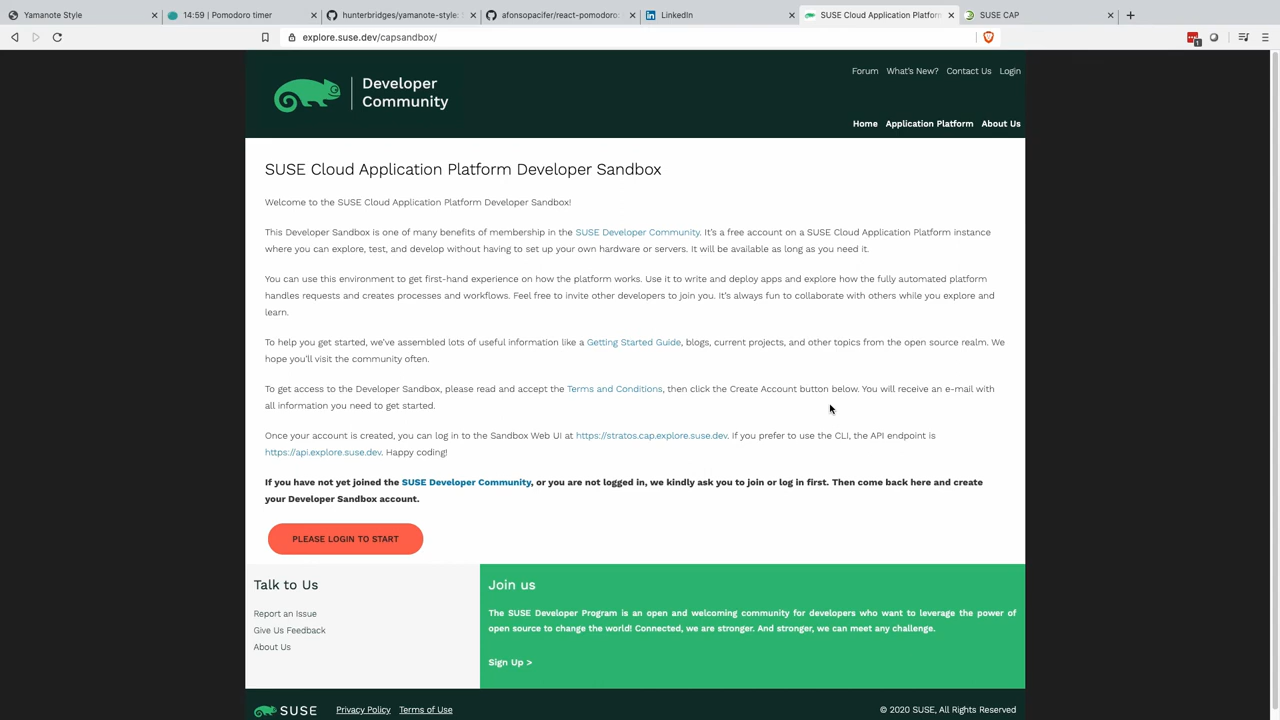 Yamanote Style
14:59 | Pomodoro timer
hunterbridges/yamanote-style:
afonsopacifer/react-pomodoro:
LinkedIn
SUSE Cloud Application Platform
SUSE CAP
explore.suse.dev/capsandbox/
1
Developer
Community
Forum What's New? Contact Us Login
Home Application Platform About Us
SUSE Cloud Application Platform Developer Sandbox
Welcome to the SUSE Cloud Application Platform Developer Sandbox!
This Developer Sandbox is one of many benefits of membership in the SUSE Developer Community. It's a free account on a SUSE Cloud Application Platform instance
where you can explore, test, and develop without having to set up your own hardware or servers. It will be available as long as you need it.
You can use this environment to get first-hand experience on how the platform works. Use it to write and deploy apps and explore how the fully automated platform
handles requests and creates processes and workflows. Feel free to invite other developers to join you. It's always fun to collaborate with others while you explore and
learn.
To help you get started, we've assembled lots of useful information like a Getting Started Guide, blogs, current projects, and other topics from the open source realm. We
hope you'll visit the community often.
To get access to the Developer Sandbox, please read and accept the Terms and Conditions, then click the Create Account button below. You will receive an e-mail with
all information you need to get started.
Once your account is created, you can log in to the Sandbox Web UI at https://stratos.cap.explore.suse.dev. If you prefer to use the CLI, the API endpoint is
https://api.explore.suse.dev. Happy coding!
If you have not yet joined the SUSE Developer Community, or you are not logged in, we kindly ask you to join or log in first. Then come back here and create
your Developer Sandbox account.
PLEASE LOGIN TO START
Talk to Us
Report an Issue
Give Us Feedback
About Us
Join us
The SUSE Developer Program is an open and welcoming community for developers who want to leverage the power of
open source to change the world! Connected, we are stronger. And stronger, we can meet any challenge.
Sign Up >
SUSE Privacy Policy Terms of Use
© 2020 SUSE, All Rights Reserved